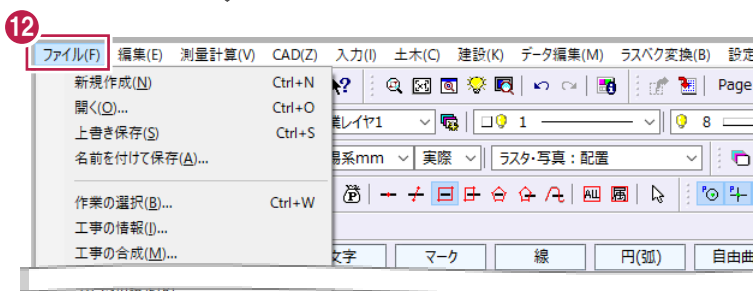 12
ファイル(F) 編集(E) 測量計算(V) CAD(Z) 入力(I) 土木(C) 建設(K) データ編集(M) ラスベク変換(B) 設定
新規作成(N) Ctrl+N
Page
開く(O)... Ctrl+O
業レイヤ1 1 8
上書き保存(S) Ctrl+S
名前を付けて保存(A)...
mm 実際 ラスタ・写真：配置
作業の選択(B)... Ctrl+W
ALL
工事の情報(I)...
工事の合成(M)...
文字 マーク 線 円(弧) 自由曲